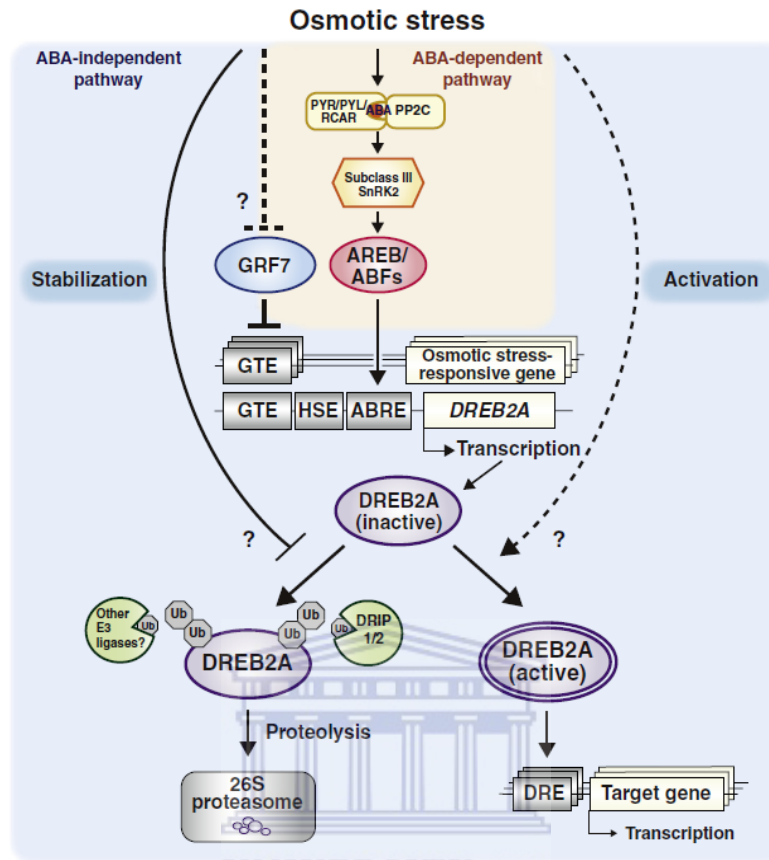 Osmotic stress
ABA-independent
pathway
ABA-dependent
pathway
PYR/PYL/
RCAR
ABA
PP2C
Subclass III
SnRK2
?
GRF7
AREB/
ABFs
Stabilization
Activation
GTE
Osmotic stress-
responsive gene
GTE
HSE
ABRE
DREB2A
Transcription
DREB2A
(inactive)
?
?
Other
E3
ligases?
Ub
Ub
Ub
Ub
Ub
Ub
DRIP
1/2
DREB2A
DREB2A
(active)
Proteolysis
26S
proteasome
DRE
Target gene
Transcription